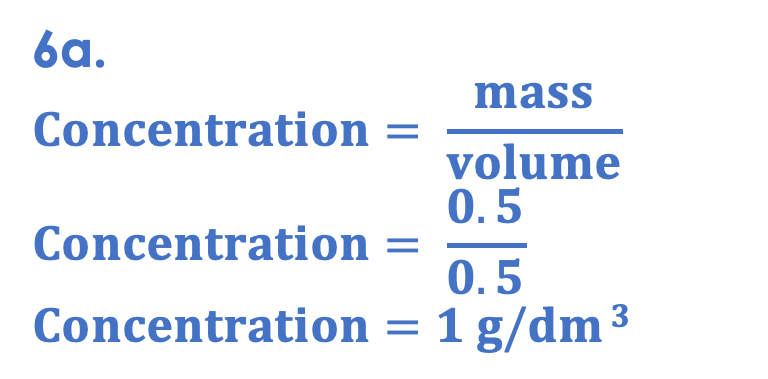 6a.
Concentration = mass / volume
Concentration = 0.5 / 0.5
Concentration = 1 g/dm³